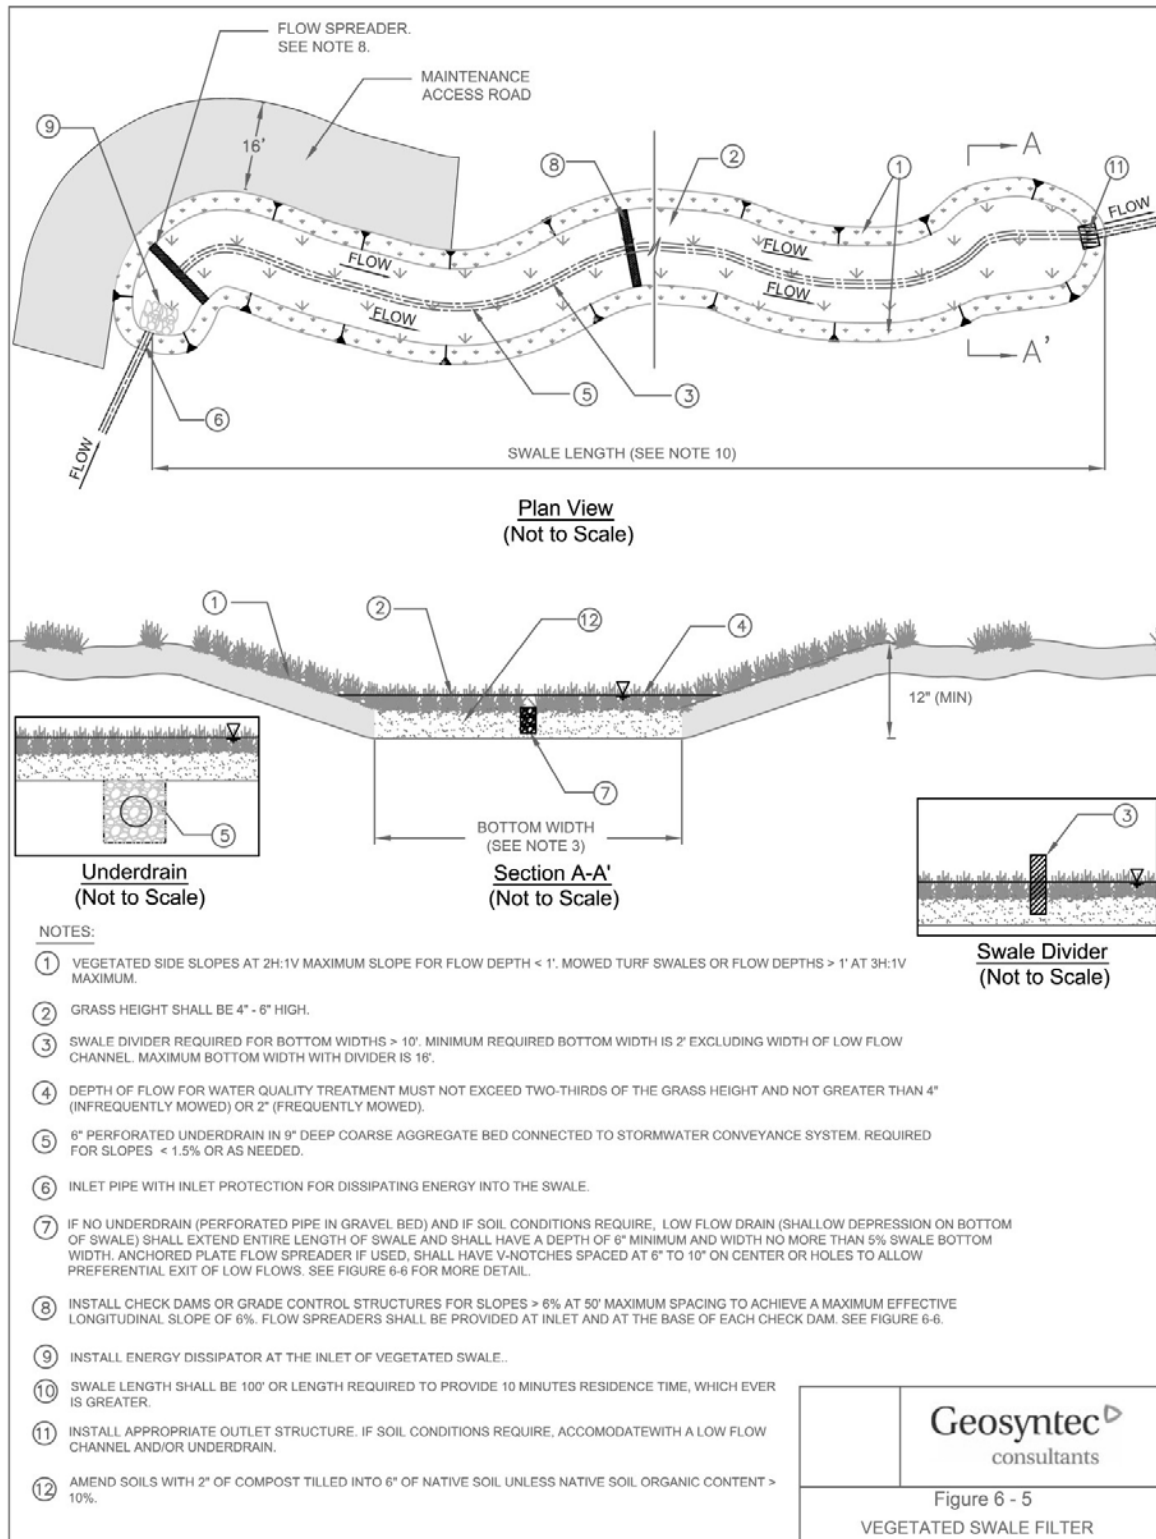 FLOW SPREADER.
SEE NOTE 8.
MAINTENANCE
ACCESS ROAD
9
16'
8
2
1
A
11
FLOW
FLOW
FLOW
FLOW
FLOW
A'
5
3
6
FLOW
SWALE LENGTH (SEE NOTE 10)
Plan View
(Not to Scale)
1
2
12
4
12" (MIN)
7
5
BOTTOM WIDTH
(SEE NOTE 3)
3
Underdrain
(Not to Scale)
Section A-A'
(Not to Scale)
Swale Divider
(Not to Scale)
NOTES:
1 VEGETATED SIDE SLOPES AT 2H:1V MAXIMUM SLOPE FOR FLOW DEPTH < 1'. MOWED TURF SWALES OR FLOW DEPTHS > 1' AT 3H:1V
MAXIMUM.
2 GRASS HEIGHT SHALL BE 4" - 6" HIGH.
3 SWALE DIVIDER REQUIRED FOR BOTTOM WIDTHS > 10'. MINIMUM REQUIRED BOTTOM WIDTH IS 2' EXCLUDING WIDTH OF LOW FLOW
CHANNEL. MAXIMUM BOTTOM WIDTH WITH DIVIDER IS 16'.
4 DEPTH OF FLOW FOR WATER QUALITY TREATMENT MUST NOT EXCEED TWO-THIRDS OF THE GRASS HEIGHT AND NOT GREATER THAN 4"
(INFREQUENTLY MOWED) OR 2" (FREQUENTLY MOWED).
5 6" PERFORATED UNDERDRAIN IN 9" DEEP COARSE AGGREGATE BED CONNECTED TO STORMWATER CONVEYANCE SYSTEM. REQUIRED
FOR SLOPES < 1.5% OR AS NEEDED.
6 INLET PIPE WITH INLET PROTECTION FOR DISSIPATING ENERGY INTO THE SWALE.
7 IF NO UNDERDRAIN (PERFORATED PIPE IN GRAVEL BED) AND IF SOIL CONDITIONS REQUIRE, LOW FLOW DRAIN (SHALLOW DEPRESSION ON BOTTOM
OF SWALE) SHALL EXTEND ENTIRE LENGTH OF SWALE AND SHALL HAVE A DEPTH OF 6" MINIMUM AND WIDTH NO MORE THAN 5% SWALE BOTTOM
WIDTH. ANCHORED PLATE FLOW SPREADER IF USED, SHALL HAVE V-NOTCHES SPACED AT 6" TO 10" ON CENTER OR HOLES TO ALLOW
PREFERENTIAL EXIT OF LOW FLOWS. SEE FIGURE 6-6 FOR MORE DETAIL.
8 INSTALL CHECK DAMS OR GRADE CONTROL STRUCTURES FOR SLOPES > 6% AT 50' MAXIMUM SPACING TO ACHIEVE A MAXIMUM EFFECTIVE
LONGITUDINAL SLOPE OF 6%. FLOW SPREADERS SHALL BE PROVIDED AT INLET AND AT THE BASE OF EACH CHECK DAM. SEE FIGURE 6-6.
9 INSTALL ENERGY DISSIPATOR AT THE INLET OF VEGETATED SWALE..
10 SWALE LENGTH SHALL BE 100' OR LENGTH REQUIRED TO PROVIDE 10 MINUTES RESIDENCE TIME, WHICH EVER
IS GREATER.
11 INSTALL APPROPRIATE OUTLET STRUCTURE. IF SOIL CONDITIONS REQUIRE, ACCOMODATEWITH A LOW FLOW
CHANNEL AND/OR UNDERDRAIN.
12 AMEND SOILS WITH 2" OF COMPOST TILLED INTO 6" OF NATIVE SOIL UNLESS NATIVE SOIL ORGANIC CONTENT >
10%.
Geosyntec
consultants
Figure 6 - 5
VEGETATED SWALE FILTER